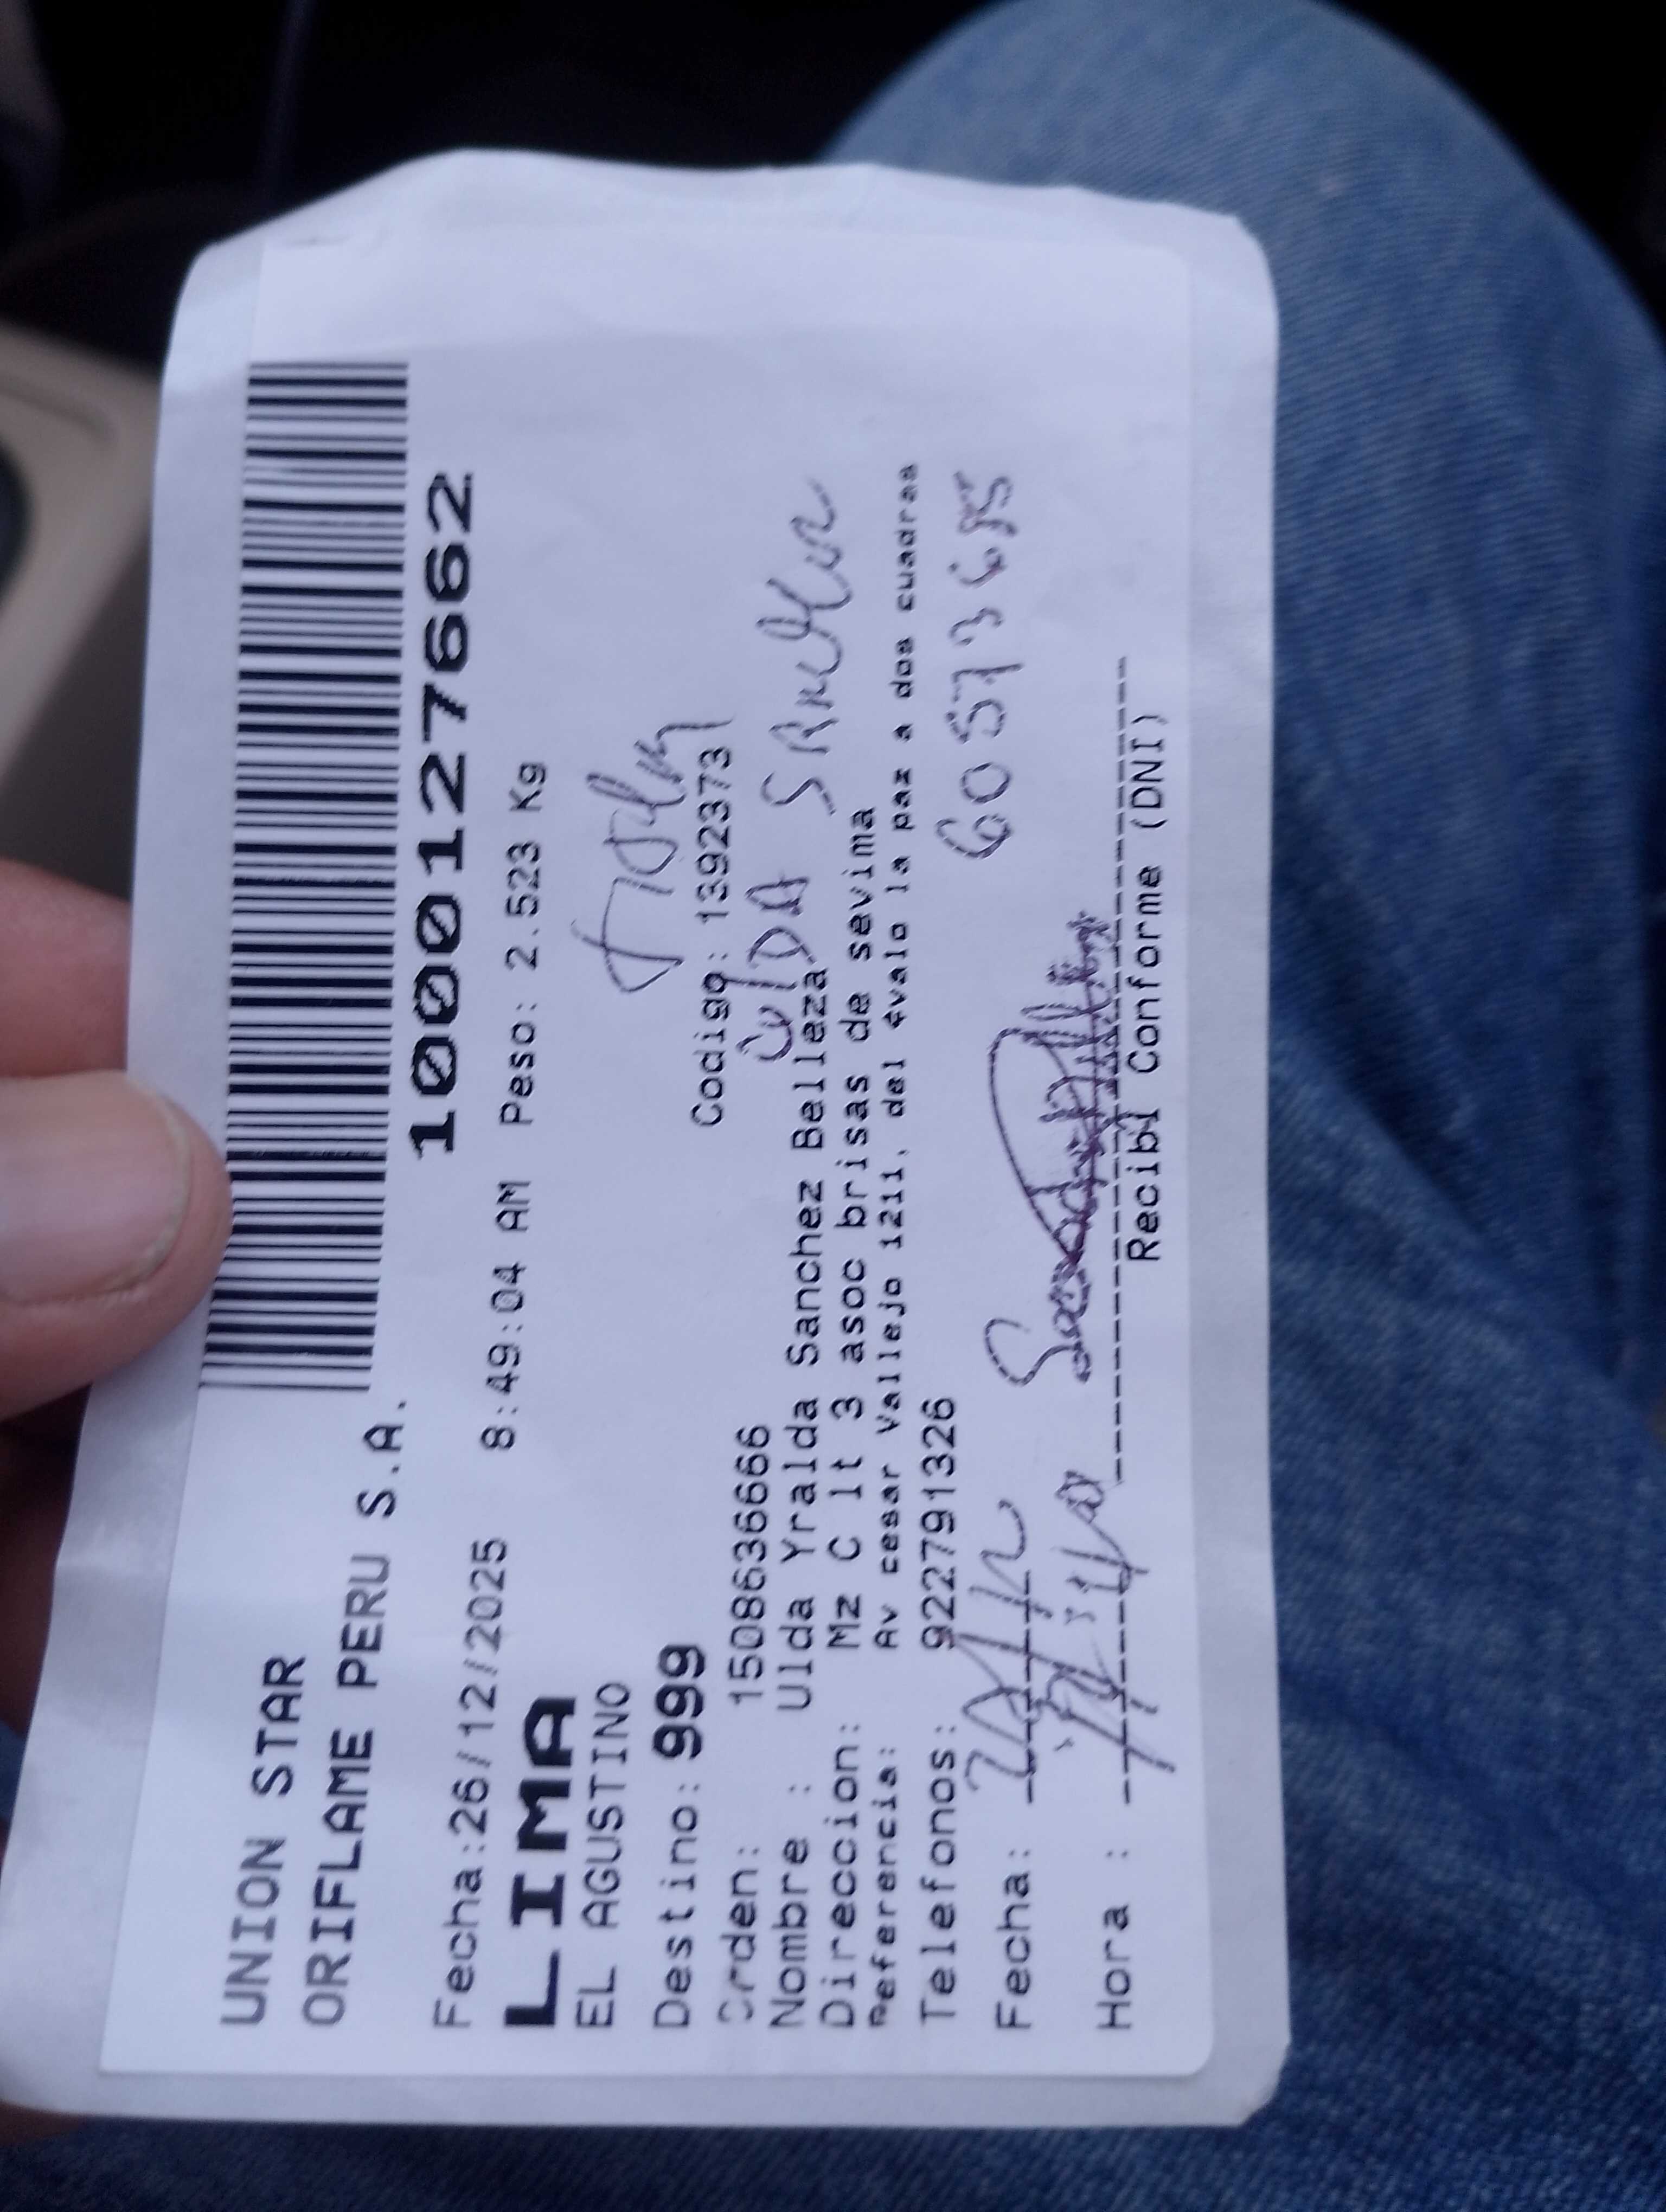 UNION STAR
ORIFLAME PERU S.A.
1000127662
Fecha:26/12/2025 8:49:04 AM Peso: 2.523 Kg
LIMA
EL AGUSTINO
Destino: 999
Orden: 1508636666 Codigo: 1392373
Nombre : Ulda Yralda Sanchez Belleza
Direccion: Mz C lt 3 asoc brisas de sevima
Referencia: Av cesar Vallejo 1211, del óvalo la paz a dos cuadras
Telefonos: 922791326
Fecha:
Hora :
Recibí Conforme (DNI)